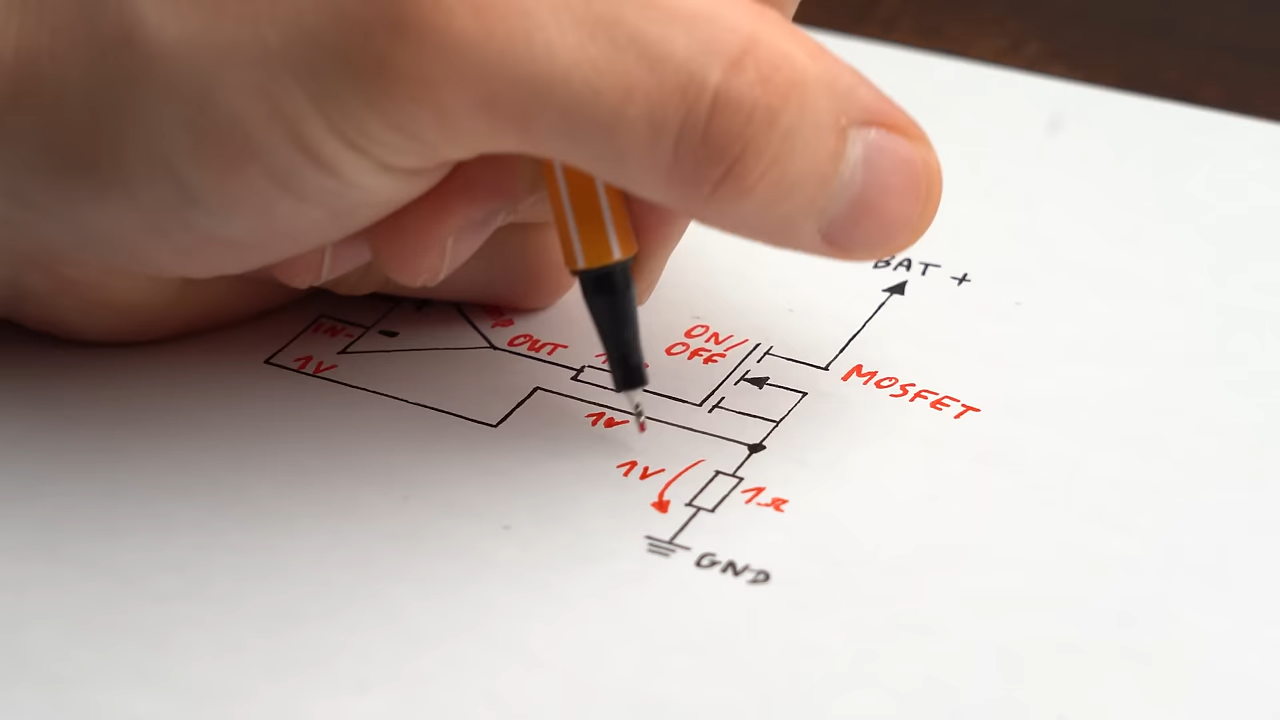 BAT +
ON/
OFF
OUT
MOSFET
IN-
1V
1V
1V
1Ω
GND